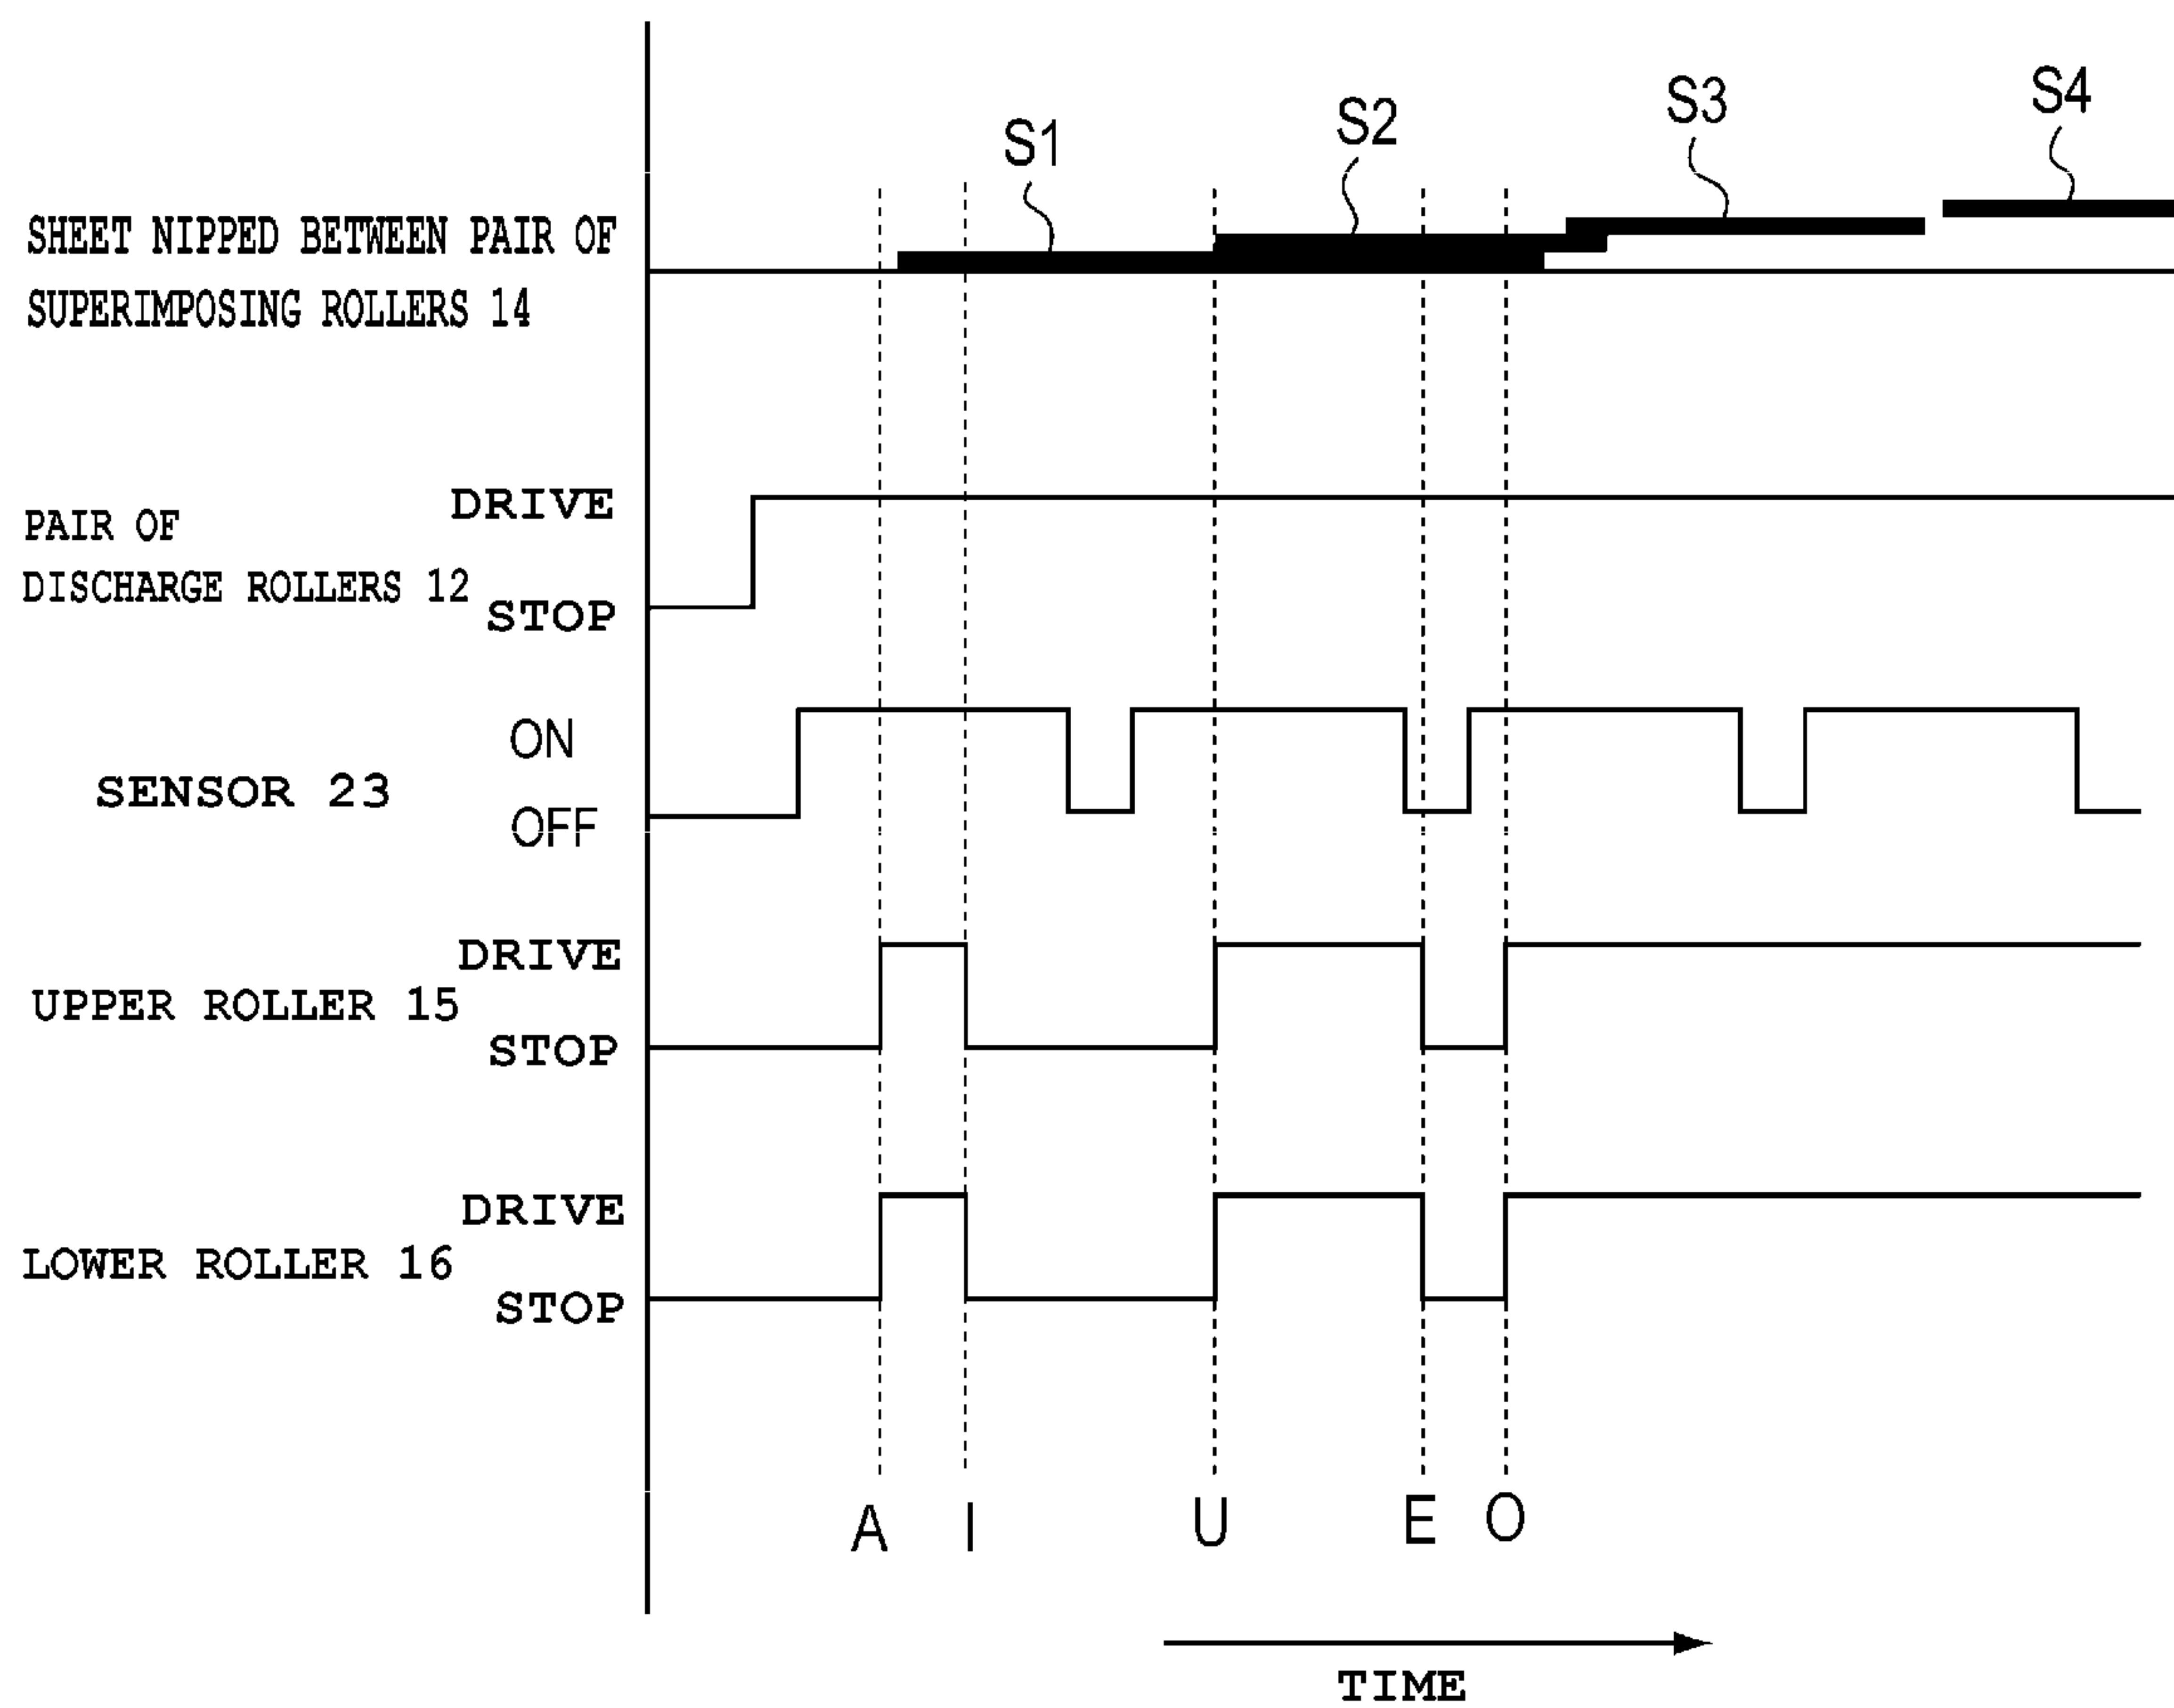 S1
S2
S3
S4
SHEET NIPPED BETWEEN PAIR OF
SUPERIMPOSING ROLLERS 14
DRIVE
PAIR OF
DISCHARGE ROLLERS 12
STOP
ON
SENSOR 23
OFF
DRIVE
UPPER ROLLER 15
STOP
DRIVE
LOWER ROLLER 16
STOP
A
I
U
E
O
TIME